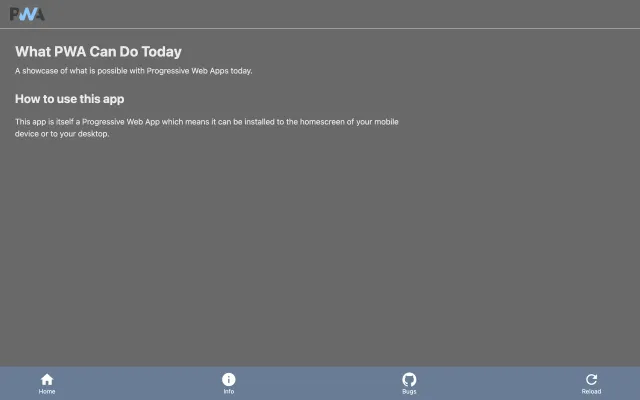 PWA
What PWA Can Do Today
A showcase of what is possible with Progressive Web Apps today.
How to use this app
This app is itself a Progressive Web App which means it can be installed to the homescreen of your mobile
device or to your desktop.
Home
Info
Bugs
Reload